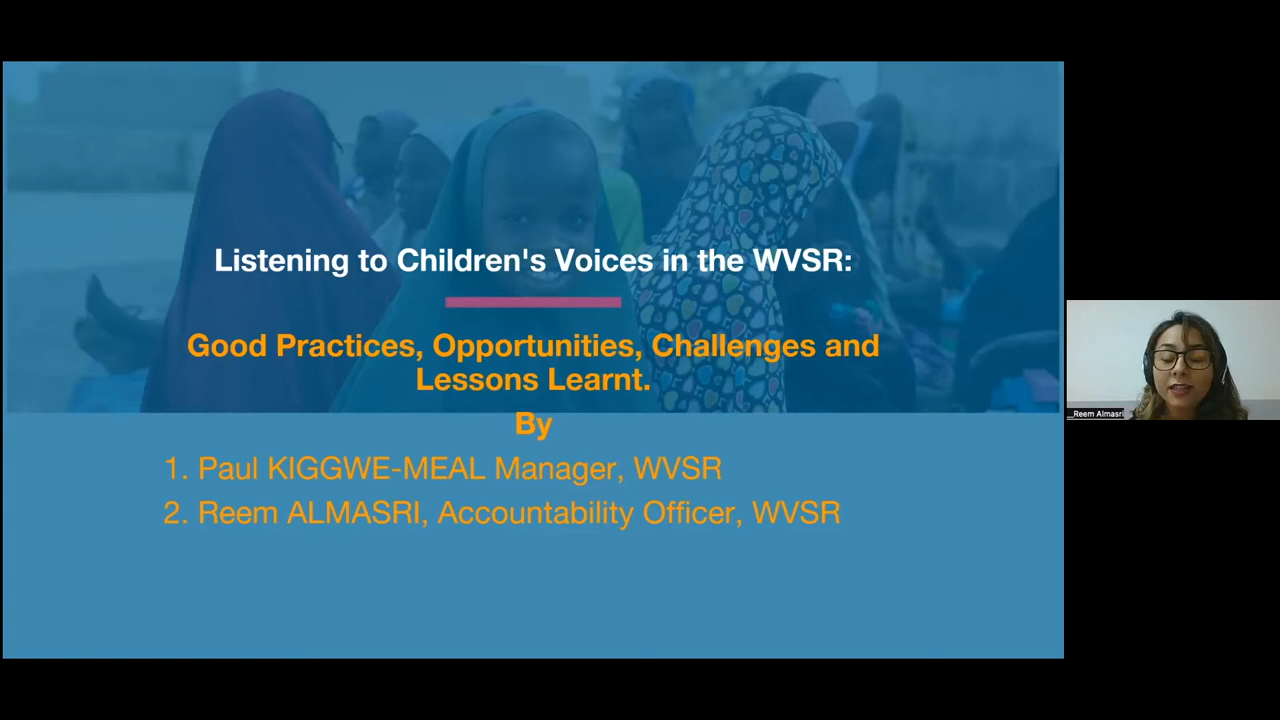 Listening to Children's Voices in the WVSR:
Good Practices, Opportunities, Challenges and
Lessons Learnt.
By
1. Paul KIGGWE-MEAL Manager, WVSR
2. Reem ALMASRI, Accountability Officer, WVSR
__Reem Almasri